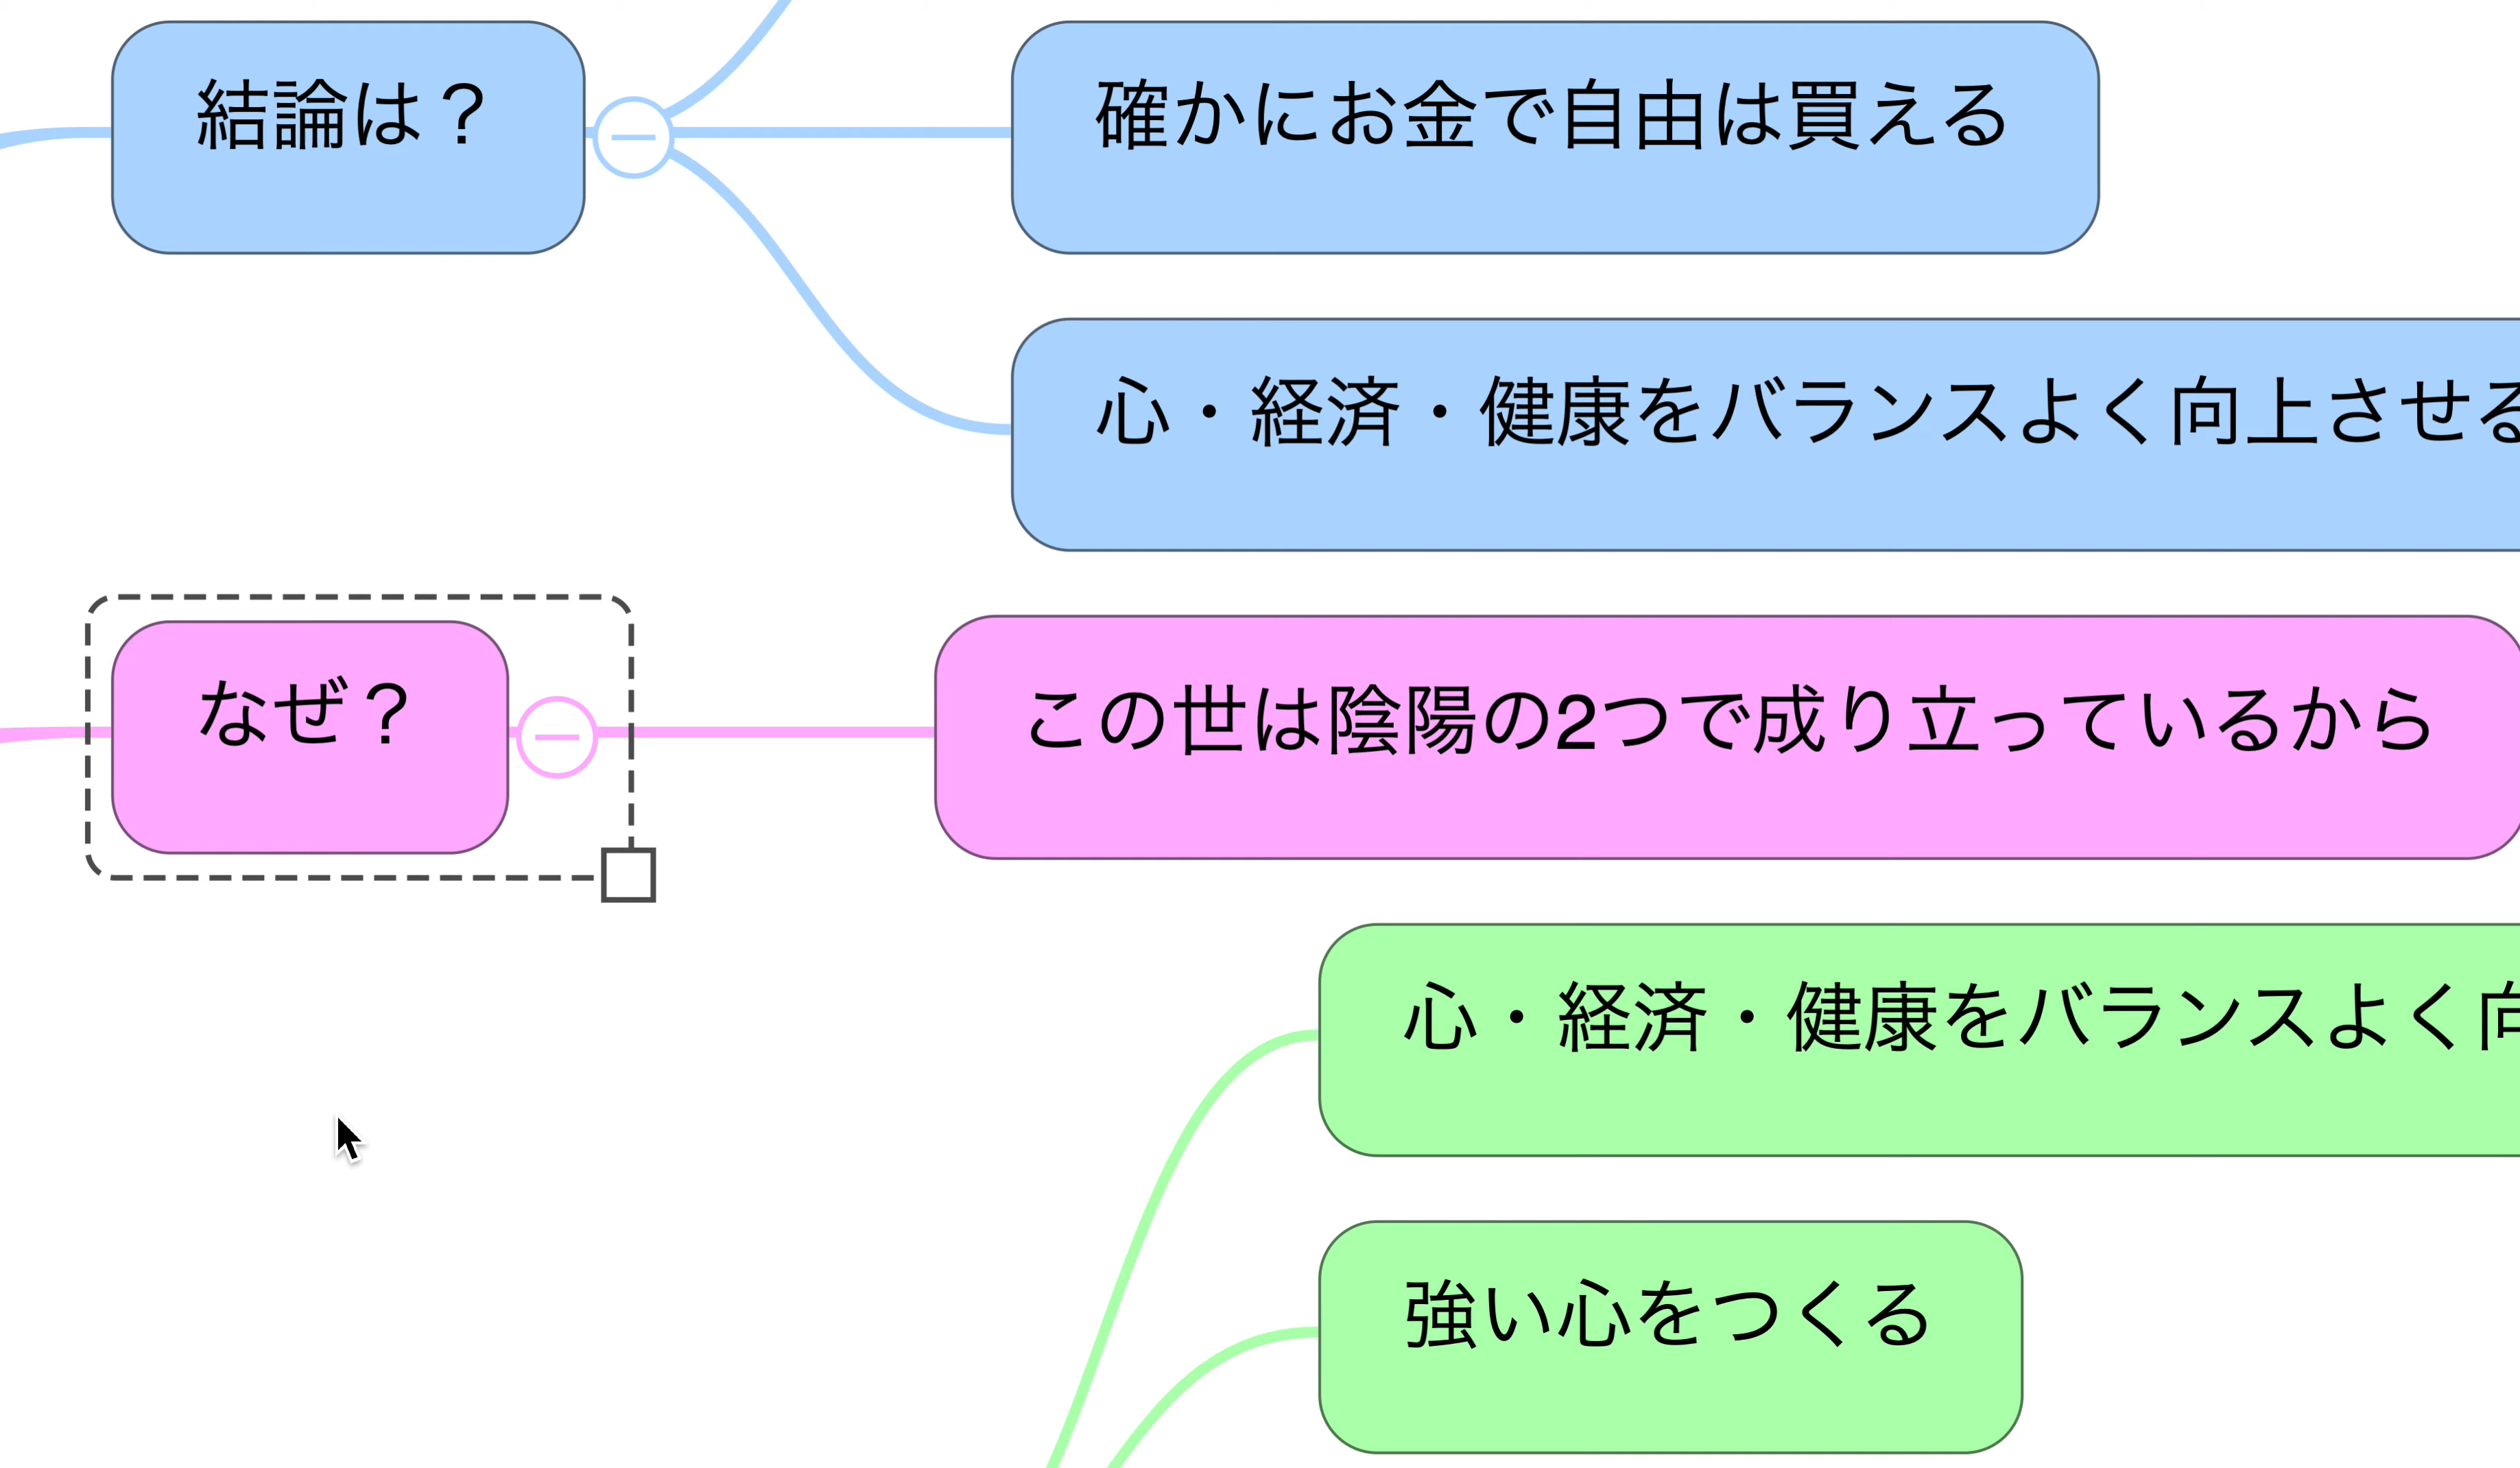 結論は？
確かにお金で自由は買える
心・経済・健康をバランスよく向上させる
なぜ？
この世は陰陽の2つで成り立っているから
心・経済・健康をバランスよく向
強い心をつくる